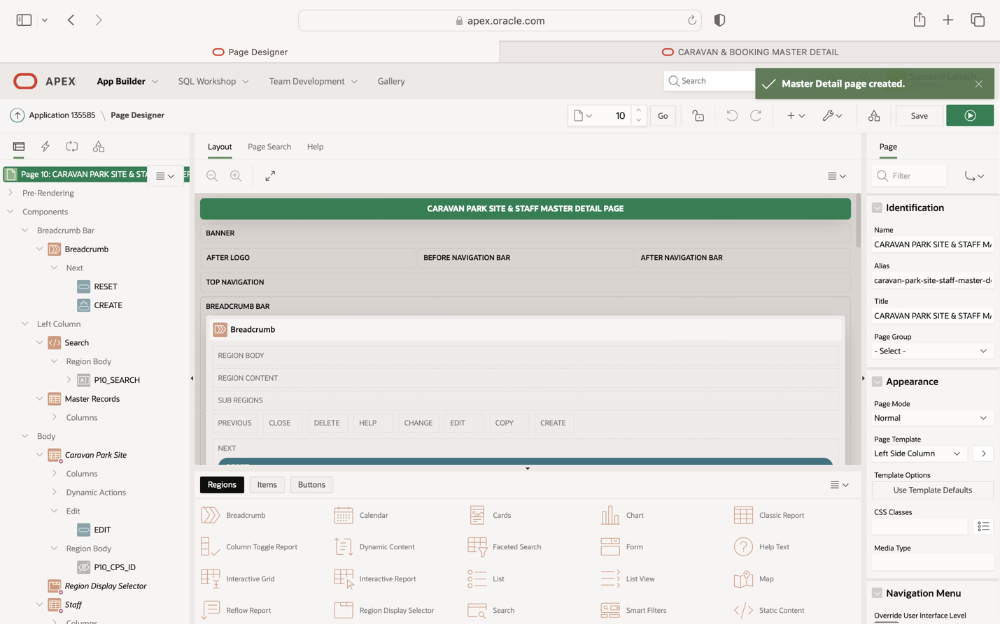 apex.oracle.com
Page Designer
CARAVAN & BOOKING MASTER DETAIL
APEX
App Builder
SQL Workshop
Team Development
Gallery
Search
Master Detail page created.
Application 135585 \ Page Designer
10
Go
Save
Layout
Page Search
Help
Page
Page 10: CARAVAN PARK SITE & STA
Pre-Rendering
Components
Breadcrumb Bar
Breadcrumb
Next
RESET
CREATE
Left Column
Search
Region Body
P10_SEARCH
Master Records
Columns
Body
Caravan Park Site
Columns
Dynamic Actions
Edit
EDIT
Region Body
P10_CPS_ID
Region Display Selector
Staff
Columns
CARAVAN PARK SITE & STAFF MASTER DETAIL PAGE
BANNER
AFTER LOGO
BEFORE NAVIGATION BAR
AFTER NAVIGATION BAR
TOP NAVIGATION
BREADCRUMB BAR
Breadcrumb
REGION BODY
REGION CONTENT
SUB REGIONS
PREVIOUS
CLOSE
DELETE
HELP
CHANGE
EDIT
COPY
CREATE
NEXT
Regions
Items
Buttons
Breadcrumb
Calendar
Cards
Chart
Classic Report
Column Toggle Report
Dynamic Content
Faceted Search
Form
Help Text
Interactive Grid
Interactive Report
List
List View
Map
Reflow Report
Region Display Selector
Search
Smart Filters
Static Content
Filter
Identification
Name
CARAVAN PARK SITE & STAFF MA
Alias
caravan-park-site-staff-master-de
Title
CARAVAN PARK SITE & STAFF MA
Page Group
- Select -
Appearance
Page Mode
Normal
Page Template
Left Side Column
Template Options
Use Template Defaults
CSS Classes
Media Type
Navigation Menu
Override User Interface Level